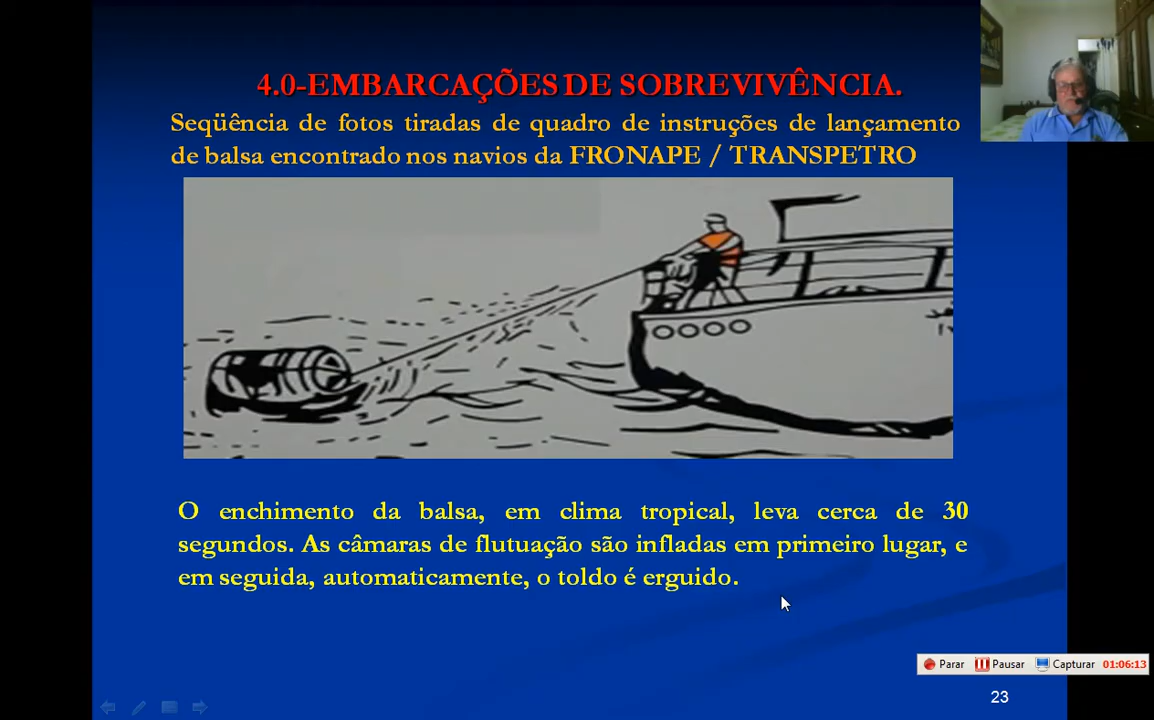 4.0-EMBARCAÇÕES DE SOBREVIVÊNCIA.
Seqüência de fotos tiradas de quadro de instruções de lançamento
de balsa encontrado nos navios da FRONAPE / TRANSPETRO
O enchimento da balsa, em clima tropical, leva cerca de 30
segundos. As câmaras de flutuação são infladas em primeiro lugar, e
em seguida, automaticamente, o toldo é erguido.
Parar Pausar Capturar 01:06:13
23